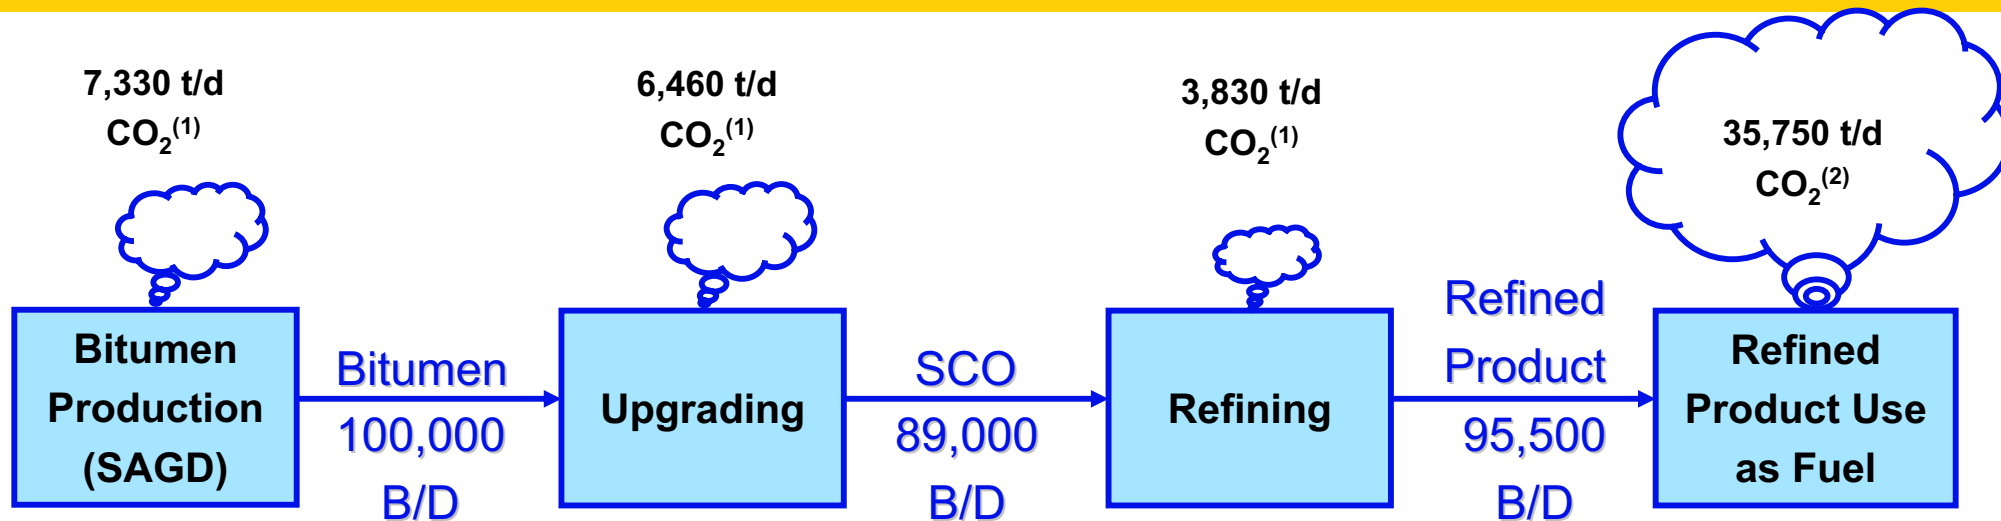 7,330 t/d
CO₂⁽¹⁾
6,460 t/d
CO₂⁽¹⁾
3,830 t/d
CO₂⁽¹⁾
35,750 t/d
CO₂⁽²⁾
Bitumen
Production
(SAGD)
Bitumen
100,000
B/D
Upgrading
SCO
89,000
B/D
Refining
Refined
Product
95,500
B/D
Refined
Product Use
as Fuel